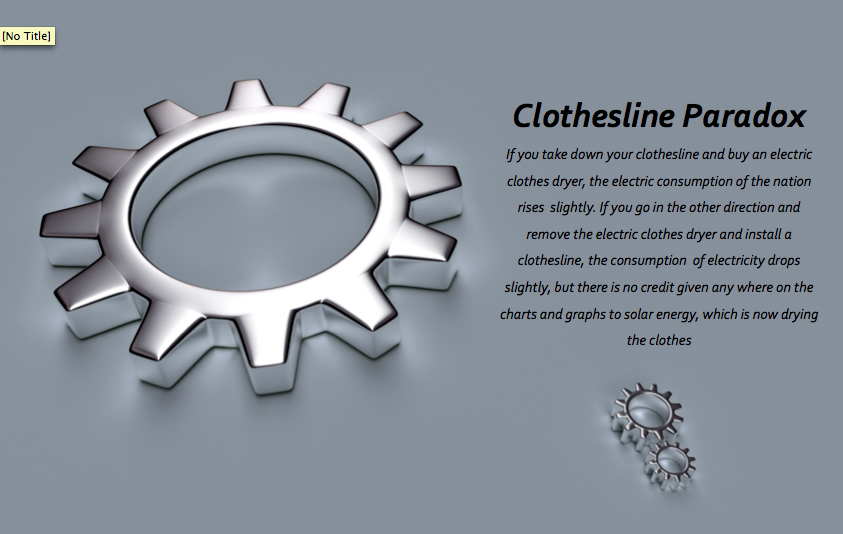 [No Title]
Clothesline Paradox
If you take down your clothesline and buy an electric
clothes dryer, the electric consumption of the nation
rises slightly. If you go in the other direction and
remove the electric clothes dryer and install a
clothesline, the consumption of electricity drops
slightly, but there is no credit given any where on the
charts and graphs to solar energy, which is now drying
the clothes